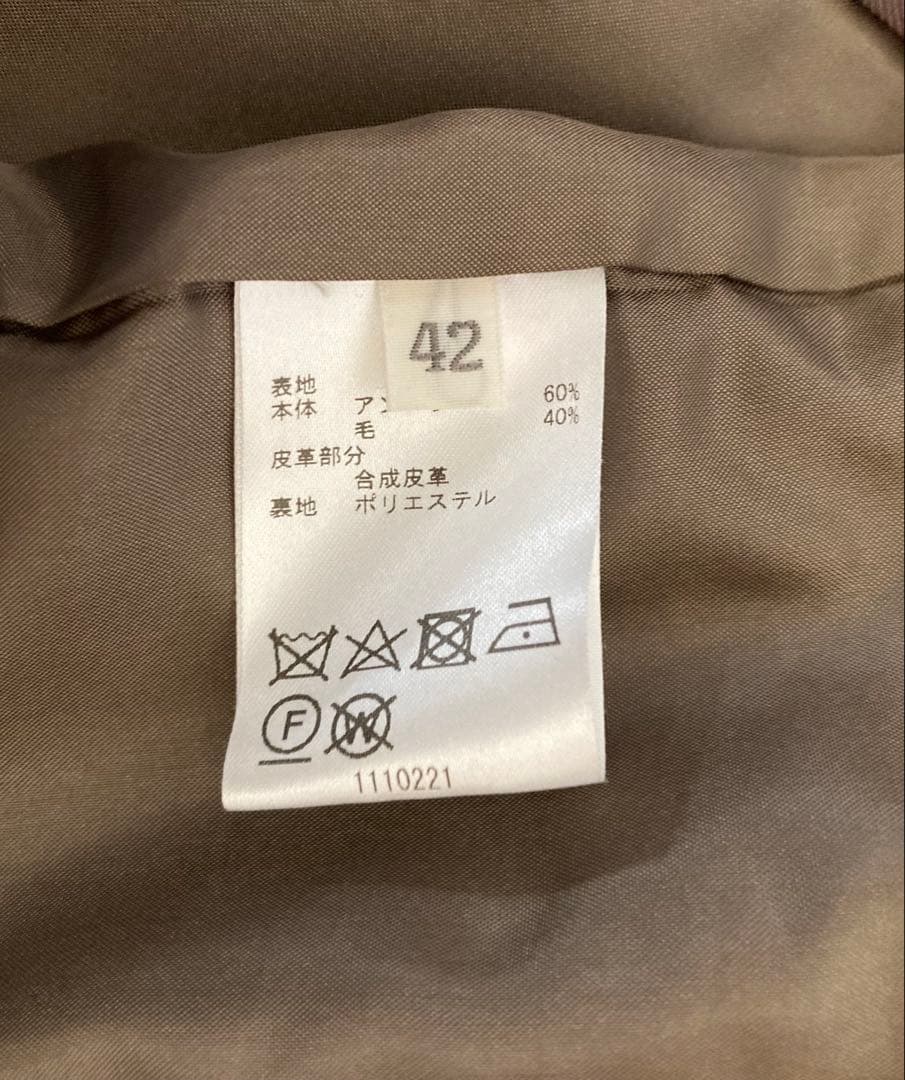 42
表地
本体 60%
毛 40%
皮革部分
合成皮革
裏地 ポリエステル
F
W
1110221